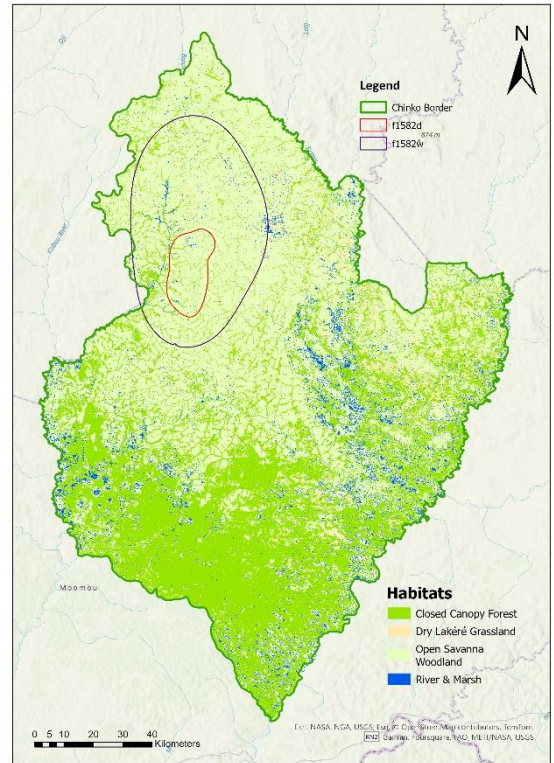 N
Legend
Chinko Border
f1582d
874 m
f1582w
Moomou
Habitats
Closed Canopy Forest
Dry Lakéré Grassland
Open Savanna
Woodland
River & Marsh
Esri, NASA, NGA, USGS, Esri, © OpenStreetMap contributors, TomTom,
RN2
Garmin, Foursquare, FAO, METI/NASA, USGS
0 5 10 20 30 40
Kilometers